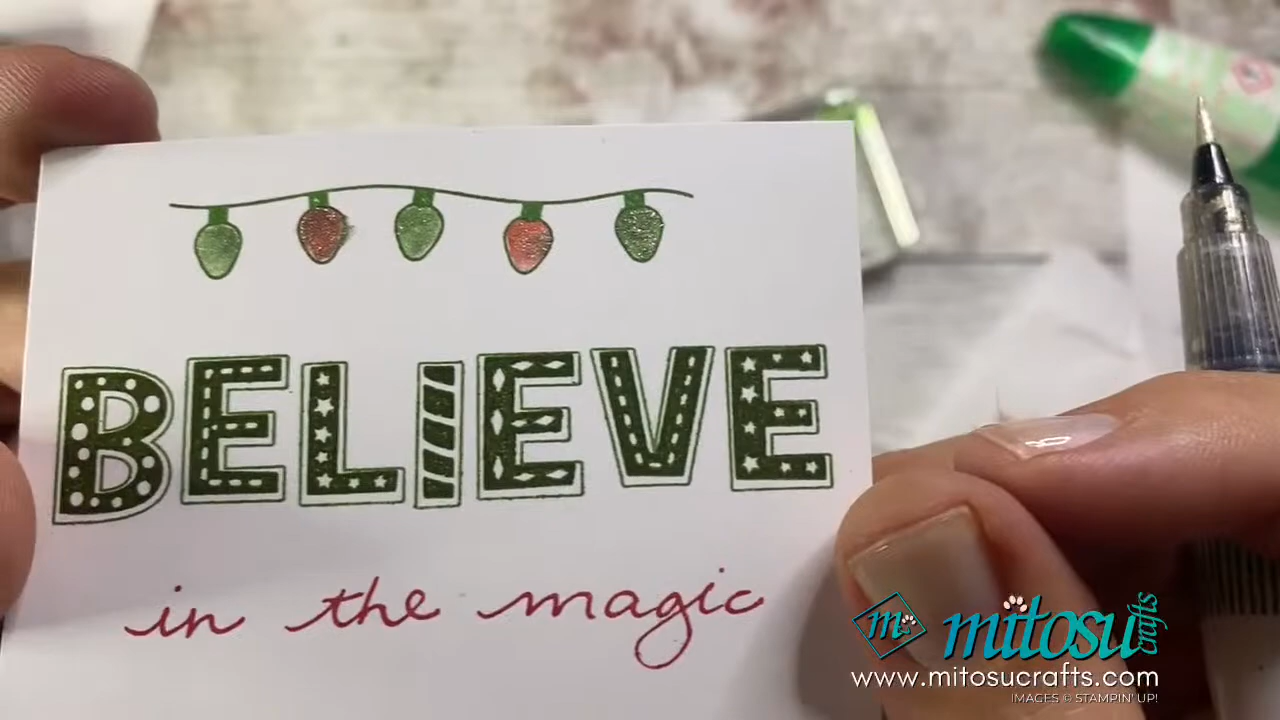 BELIEVE
in the magic
m
mitosu crafts
www.mitosucrafts.com
IMAGES © STAMPIN' UP!